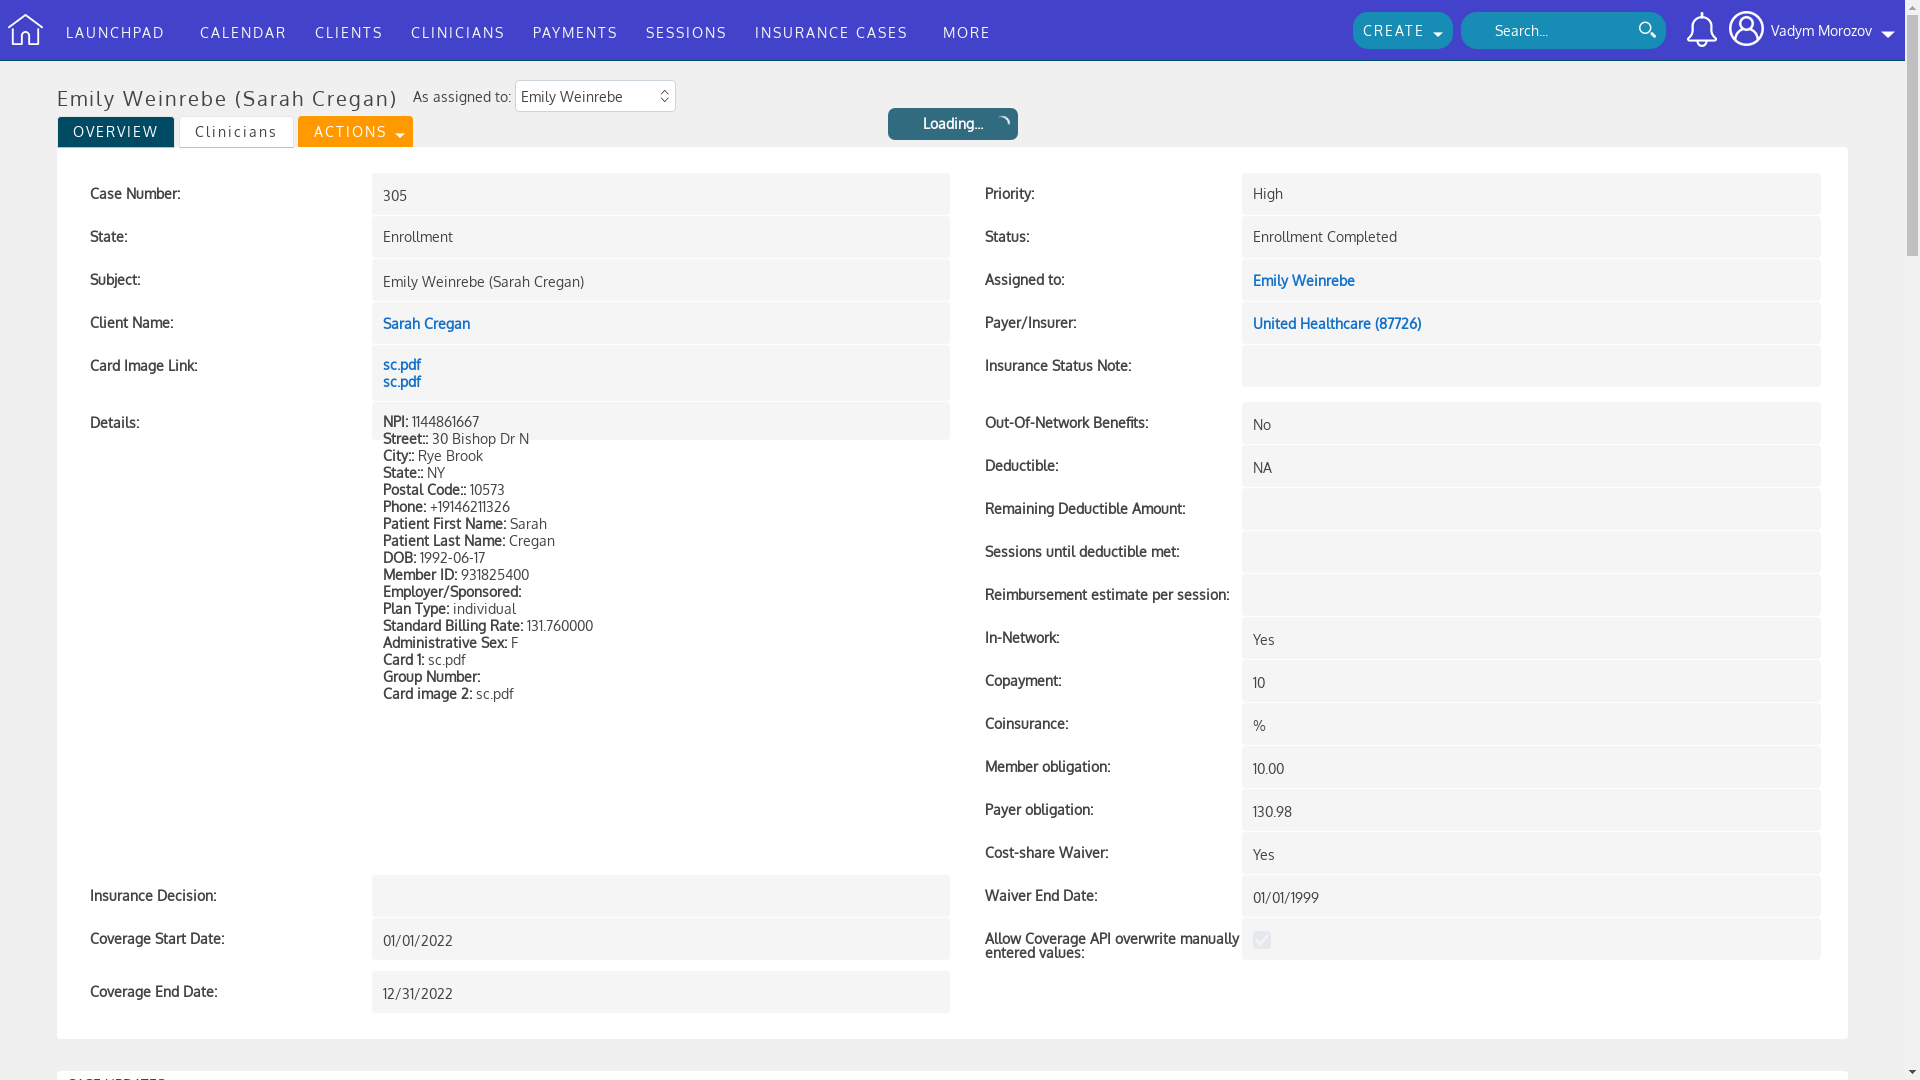 LAUNCHPAD CALENDAR CLIENTS CLINICIANS PAYMENTS SESSIONS INSURANCE CASES MORE CREATE Search... Vadym Morozov
Emily Weinrebe (Sarah Cregan) As assigned to: Emily Weinrebe
Loading...
OVERVIEW Clinicians ACTIONS
Case Number: 305 Priority: High
State: Enrollment Status: Enrollment Completed
Subject: Emily Weinrebe (Sarah Cregan) Assigned to: Emily Weinrebe
Client Name: Sarah Cregan Payer/Insurer: United Healthcare (87726)
Card Image Link: sc.pdf Insurance Status Note:
sc.pdf
Details: NPI: 1144861667 Out-Of-Network Benefits: No
Street:: 30 Bishop Dr N
City:: Rye Brook
State:: NY Deductible: NA
Postal Code:: 10573
Phone: +19146211326 Remaining Deductible Amount:
Patient First Name: Sarah
Patient Last Name: Cregan
DOB: 1992-06-17 Sessions until deductible met:
Member ID: 931825400
Employer/Sponsored: Reimbursement estimate per session:
Plan Type: individual
Standard Billing Rate: 131.760000
Administrative Sex: F In-Network: Yes
Card 1: sc.pdf
Group Number: Copayment: 10
Card image 2: sc.pdf
Coinsurance: %
Member obligation: 10.00
Payer obligation: 130.98
Cost-share Waiver: Yes
Insurance Decision: Waiver End Date: 01/01/1999
Coverage Start Date: 01/01/2022 Allow Coverage API overwrite manually
entered values:
Coverage End Date: 12/31/2022
CASE UPDATES